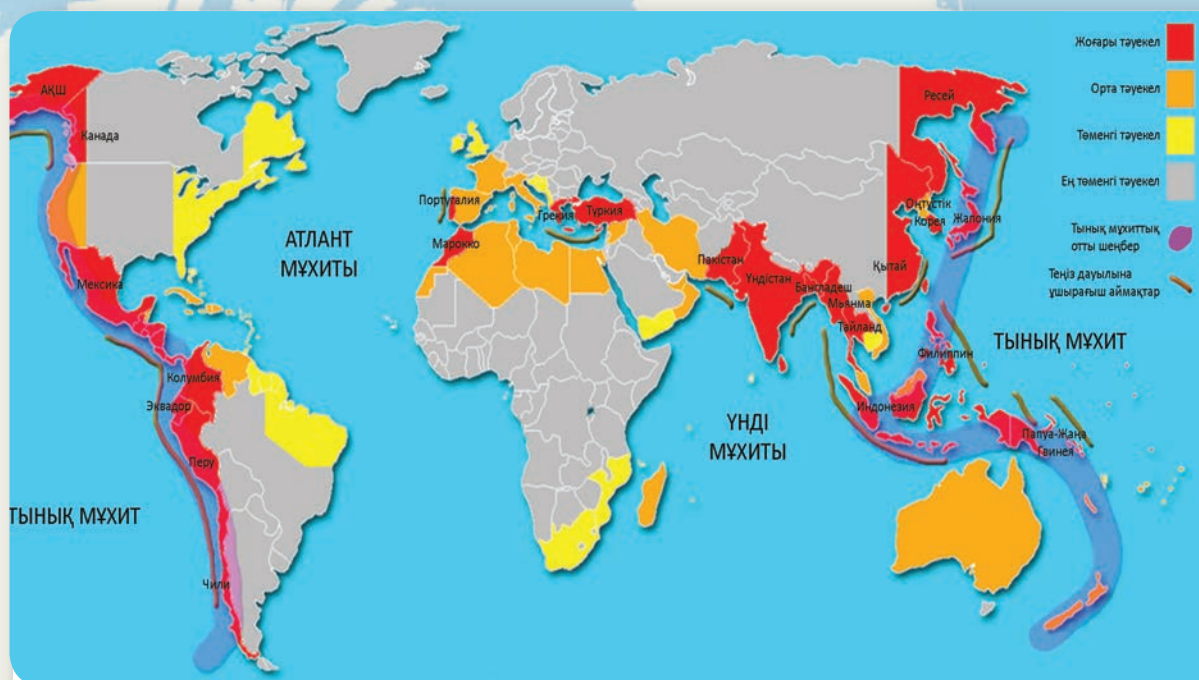 Жоғары тәуекел
Орта тәуекел
Төменгі тәуекел
Ең төменгі тәуекел
Тынық мұхиттық
отты шеңбер
Теңіз дауылына
ұшырағыш аймақтар
АҚШ
Канада
Мексика
Колумбия
Эквадор
Перу
Чили
ТЫНЫҚ МҰХИТ
АТЛАНТ
МҰХИТЫ
Португалия
Грекия
Түркия
Марокко
Пакістан
Үндістан
Бангладеш
Мьянма
Тайланд
Қытай
Ресей
Оңтүстік
Корея
Жапония
Филиппин
Индонезия
Папуа-Жаңа
Гвинея
ҮНДІ
МҰХИТЫ
ТЫНЫҚ МҰХИТ